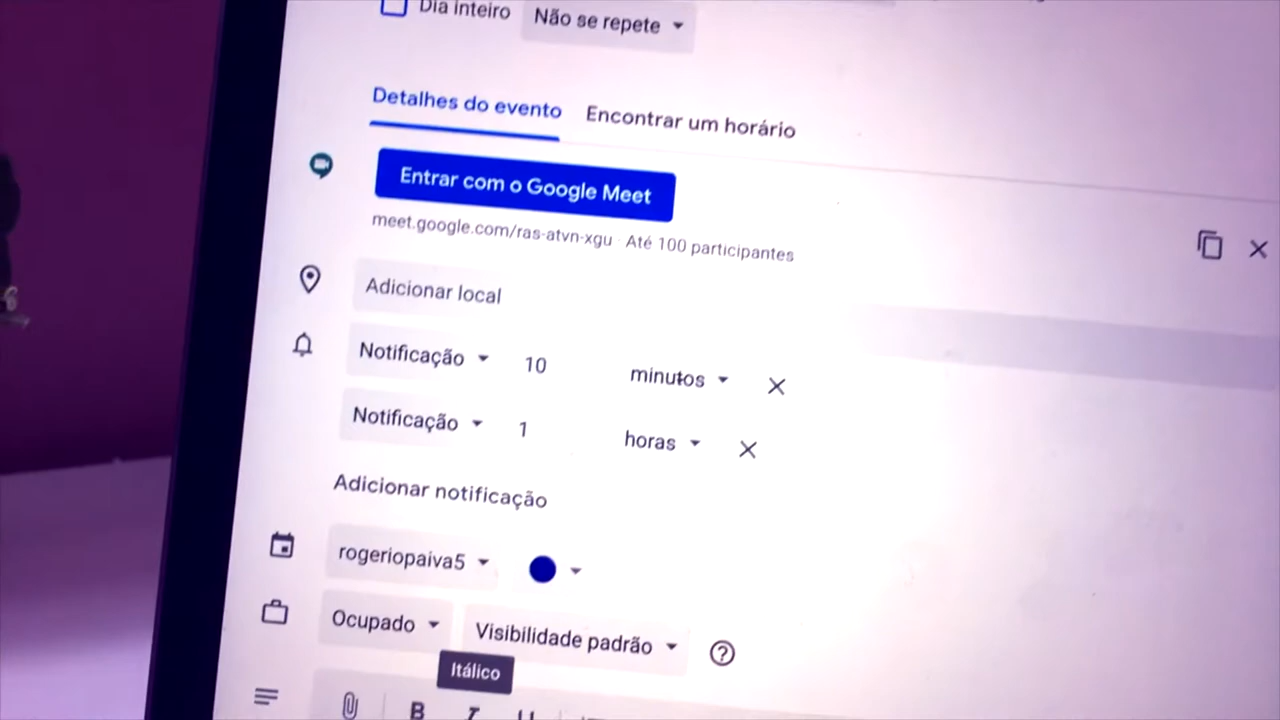 Dia inteiro Não se repete
Detalhes do evento Encontrar um horário
Entrar com o Google Meet
meet.google.com/ras-atvn-xgu · Até 100 participantes
Adicionar local
Notificação 10 minutos
Notificação 1 horas
Adicionar notificação
rogeriopaiva5
Ocupado Visibilidade padrão
Itálico
B I U